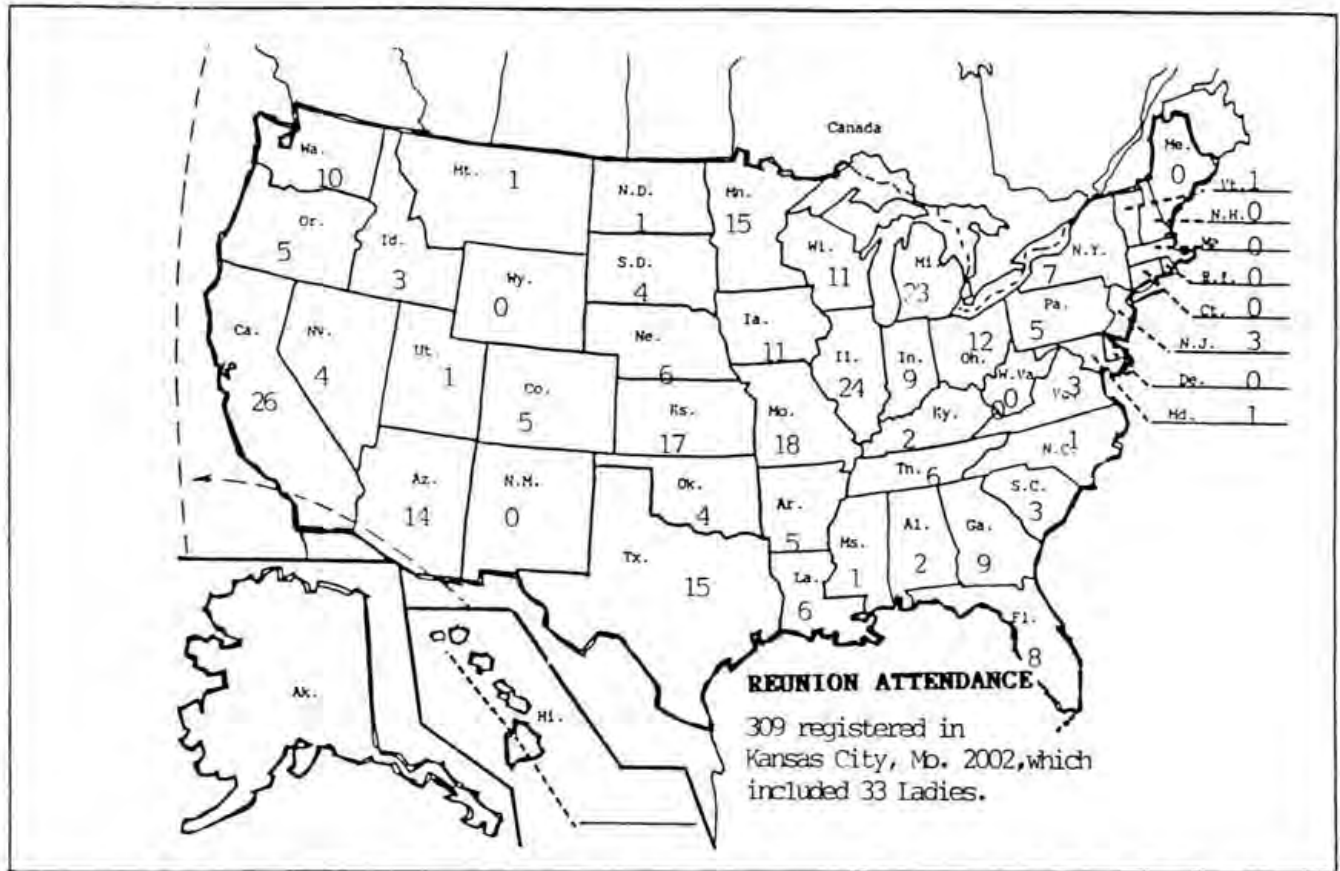 Canada
Wa.
10
Mt. 1
N.D.
1
Mn.
15
Me.
0
Vt. 1
N.H. 0
0
R.I. 0
Ct. 0
N.J. 3
De. 0
Md. 1
Or.
5
Id.
3
Wy.
0
S.D.
4
Wi.
11
Mi.
23
N.Y.
7
Pa.
5
Ca.
26
Nv.
4
Ut.
1
Co.
5
Ne.
6
Ia.
11
Il.
24
In.
9
12
Oh.
W.Va
0
3
Va.
Ks.
17
Mo.
18
Ky.
2
1
N.C.
Tn. 6
S.C.
3
Az.
14
N.M.
0
Ok.
4
Ar.
5
Tx.
15
La.
6
Ms.
1
Al.
2
Ga.
9
Fl.
8
Ak.
Hi.
REUNION ATTENDANCE
309 registered in
Kansas City, Mo. 2002,which
included 33 Ladies.